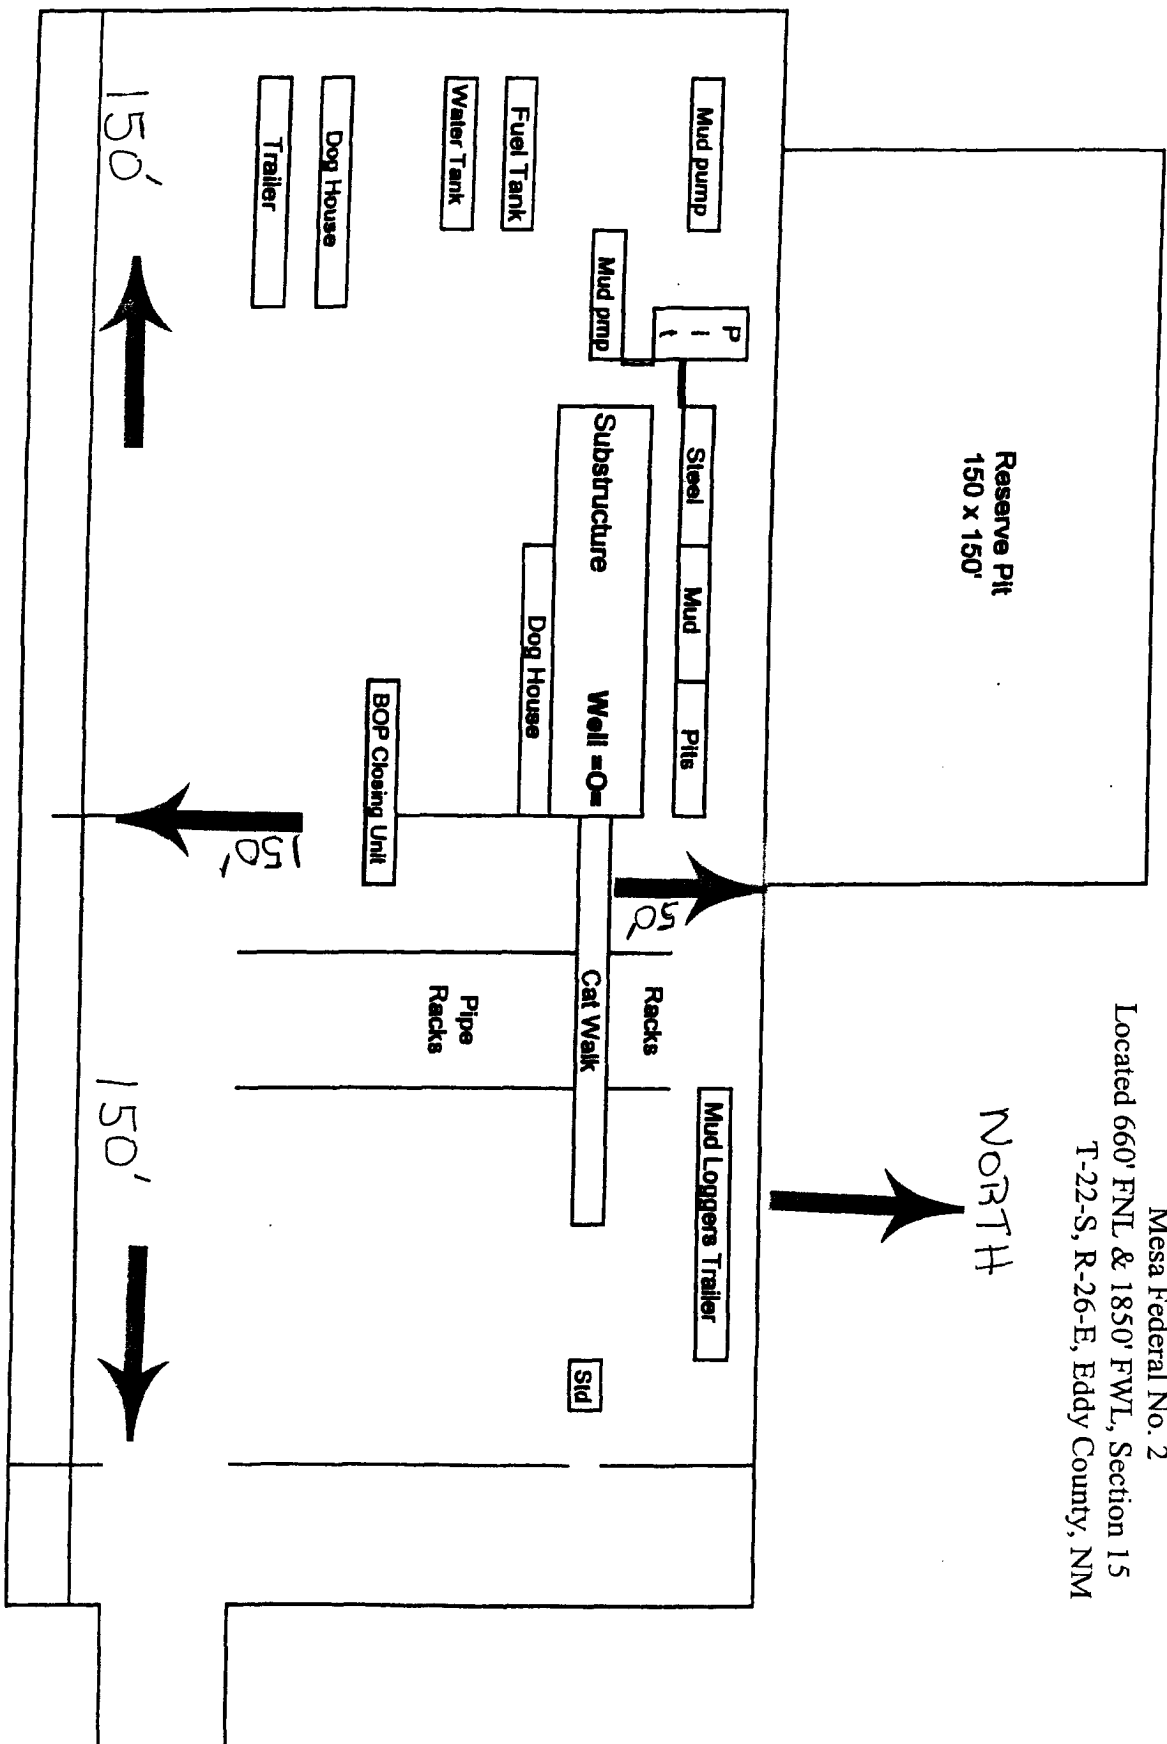 Mesa Federal No. 2
Located 660' FNL & 1850' FWL, Section 15
T-22-S, R-26-E, Eddy County, NM
NORTH
Reserve Pit
150 x 150'
Mud pump
P
i
t
Steel
Mud
Pits
Mud Loggers Trailer
Racks
50'
Mud pmp
Substructure
Well =O=
Cat Walk
Sld
Fuel Tank
Dog House
Water Tank
Pipe
Racks
BOP Closing Unit
Dog House
150'
Trailer
150'
150'